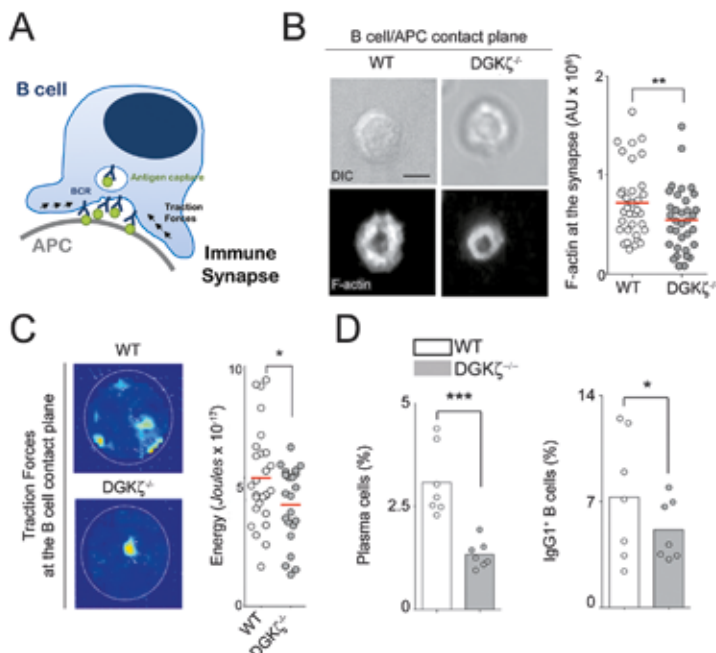 A
B cell
Antigen capture
BCR
Traction
Forces
APC
Immune
Synapse
B
B cell/APC contact plane
WT
DGKζ⁻/⁻
DIC
F-actin
F-actin at the synapse (AU x 10⁶)
2
1
0
**
WT
DGKζ⁻/⁻
C
Traction Forces
at the B cell contact plane
WT
DGKζ⁻/⁻
Energy (Joules x 10⁻¹⁷)
10
5
0
*
WT
DGKζ⁻/⁻
D
WT
DGKζ⁻/⁻
Plasma cells (%)
5
2.5
0
***
IgG1⁺ B cells (%)
14
7
0
*